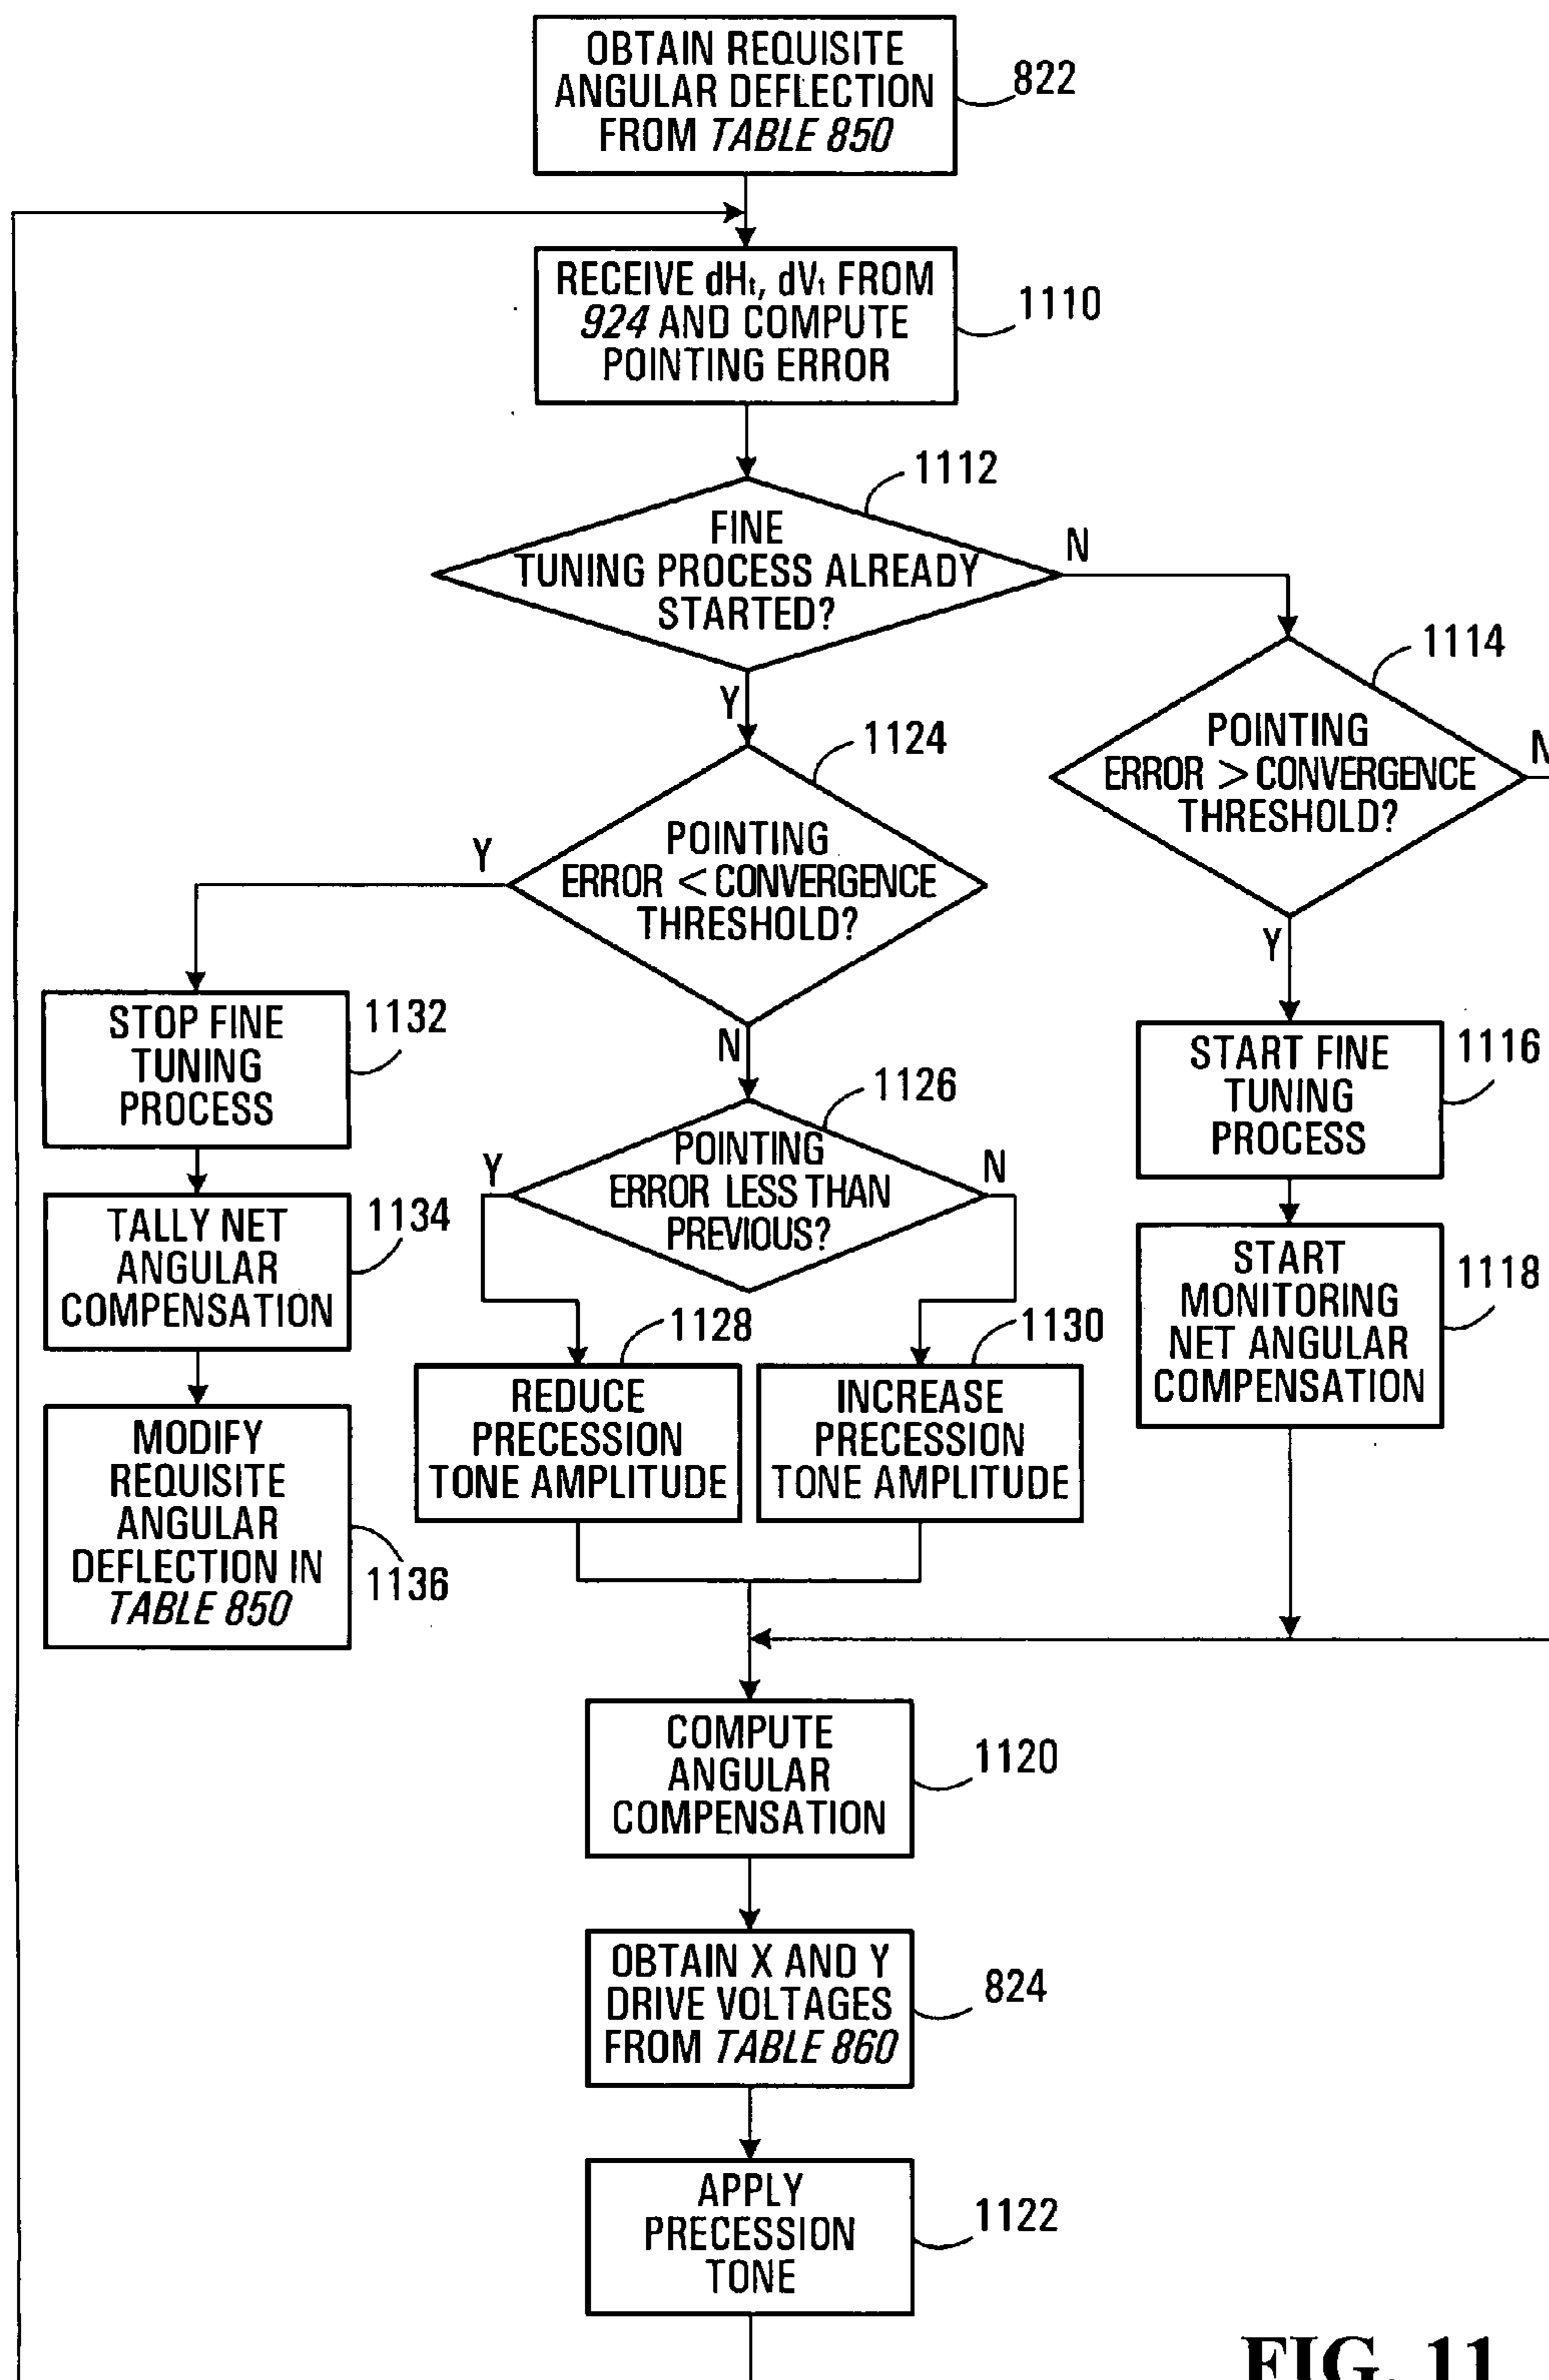 OBTAIN REQUISITE
ANGULAR DEFLECTION
FROM TABLE 850
822
RECEIVE dHt, dVt FROM
924 AND COMPUTE
POINTING ERROR
1110
1112
FINE
TUNING PROCESS ALREADY
STARTED?
N
Y
1114
POINTING
ERROR > CONVERGENCE
THRESHOLD?
N
Y
1124
POINTING
ERROR < CONVERGENCE
THRESHOLD?
Y
N
STOP FINE
TUNING
PROCESS
1132
START FINE
TUNING
PROCESS
1116
1126
POINTING
ERROR LESS THAN
PREVIOUS?
Y
N
TALLY NET
ANGULAR
COMPENSATION
1134
START
MONITORING
NET ANGULAR
COMPENSATION
1118
1128
REDUCE
PRECESSION
TONE AMPLITUDE
1130
INCREASE
PRECESSION
TONE AMPLITUDE
MODIFY
REQUISITE
ANGULAR
DEFLECTION IN
TABLE 850
1136
COMPUTE
ANGULAR
COMPENSATION
1120
OBTAIN X AND Y
DRIVE VOLTAGES
FROM TABLE 860
824
APPLY
PRECESSION
TONE
1122
FIG. 11